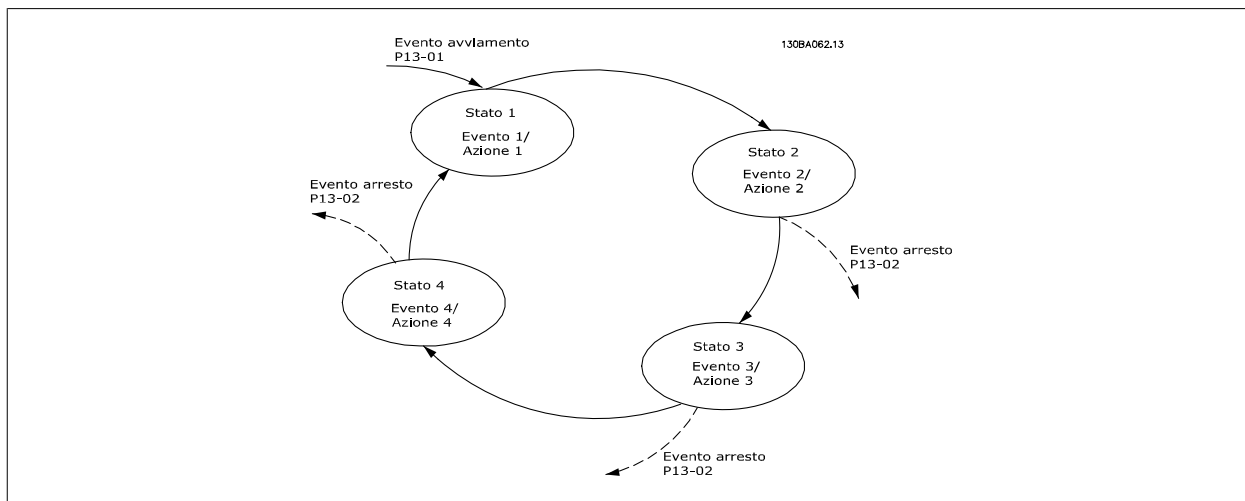 Evento avviamento
P13-01
130BA062.13
Stato 1
Evento 1/
Azione 1
Stato 2
Evento 2/
Azione 2
Evento arresto
P13-02
Evento arresto
P13-02
Stato 4
Evento 4/
Azione 4
Stato 3
Evento 3/
Azione 3
Evento arresto
P13-02